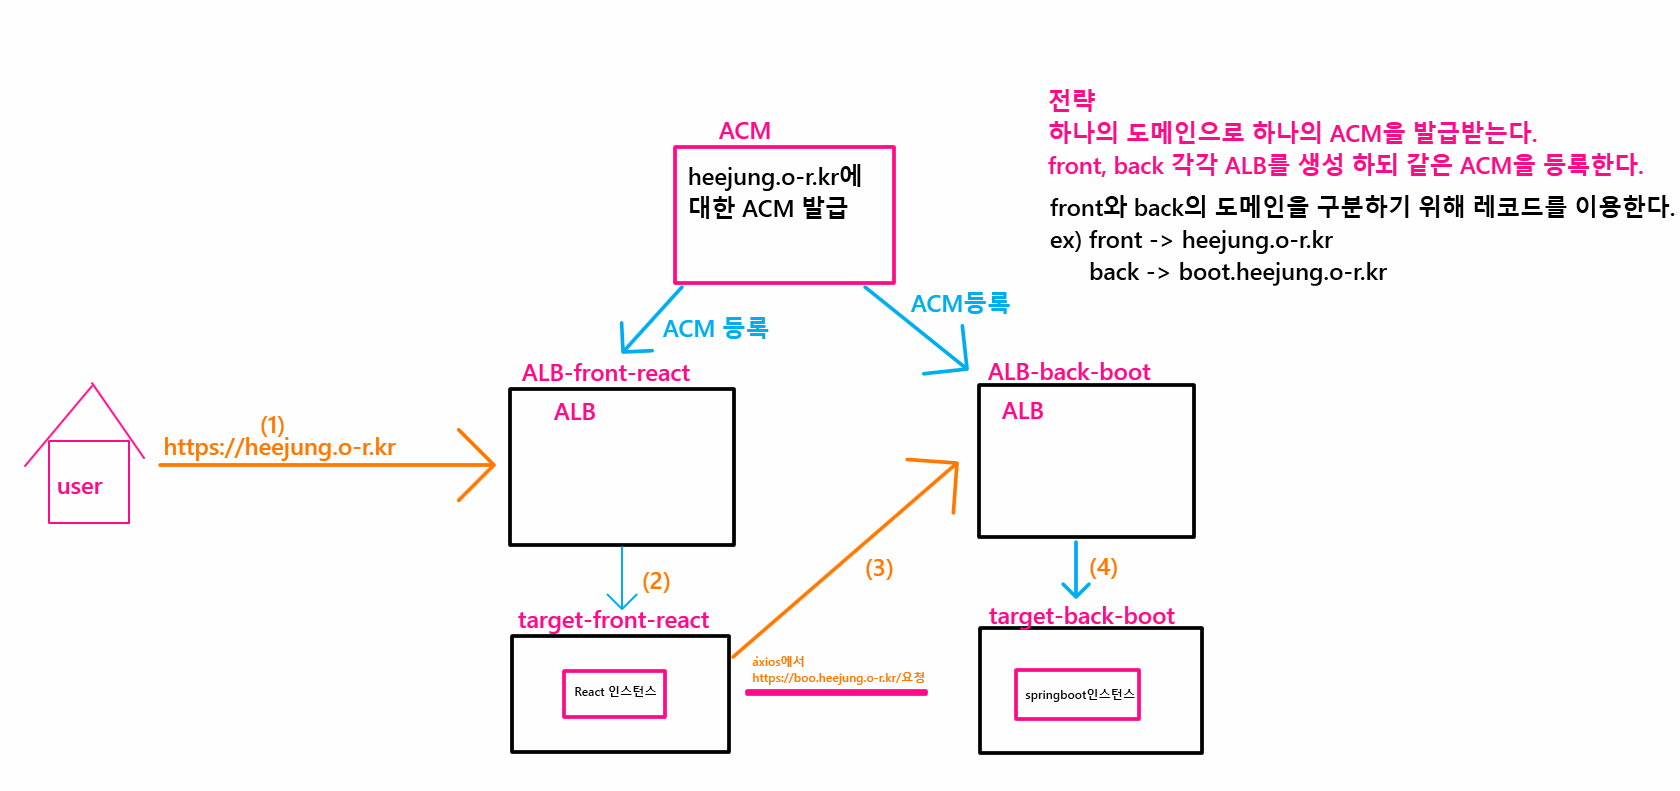 전략
하나의 도메인으로 하나의 ACM을 발급받는다.
front, back 각각 ALB를 생성 하되 같은 ACM을 등록한다.
front와 back의 도메인을 구분하기 위해 레코드를 이용한다.
ex) front -> heejung.o-r.kr
back -> boot.heejung.o-r.kr
ACM
heejung.o-r.kr에
대한 ACM 발급
ACM 등록
ACM등록
ALB-front-react
ALB
ALB-back-boot
ALB
(1)
https://heejung.o-r.kr
user
(2)
(3)
(4)
target-front-react
React 인스턴스
axios에서
https://boo.heejung.o-r.kr/요청
target-back-boot
springboot인스턴스